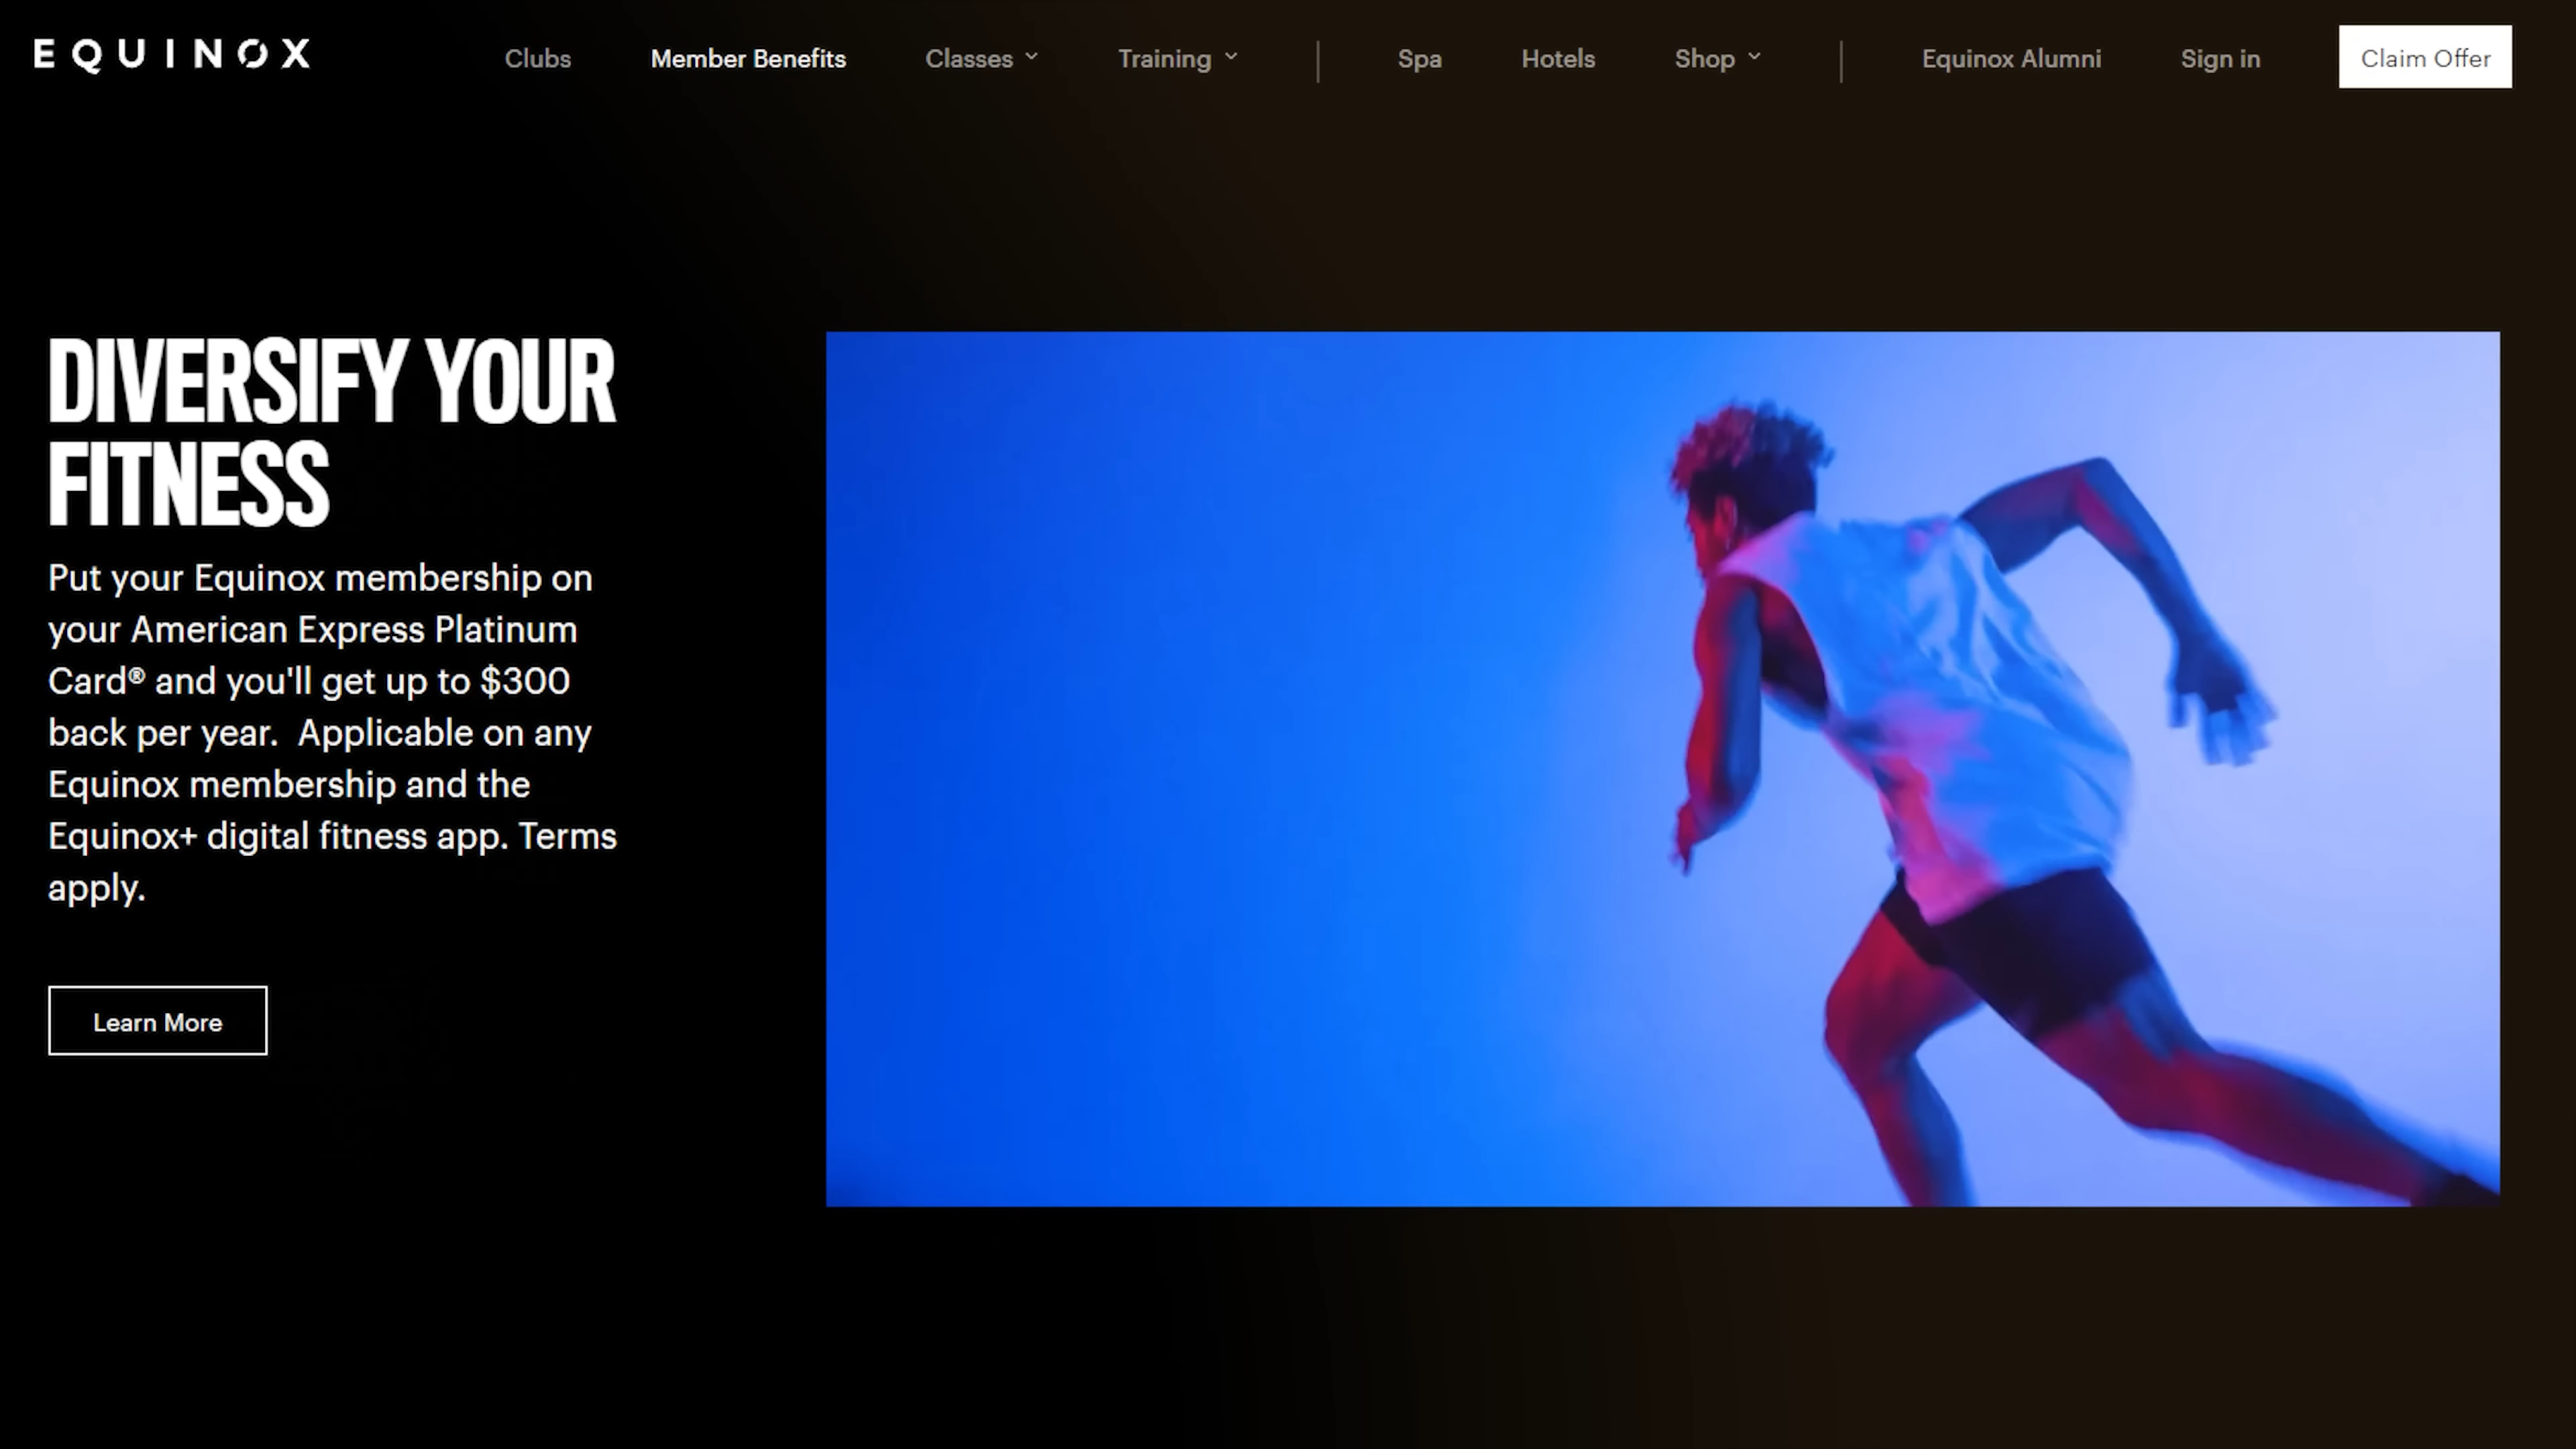 EQUINOX
Clubs
Member Benefits
Classes
Training
Spa
Hotels
Shop
Equinox Alumni
Sign in
Claim Offer
DIVERSIFY YOUR
FITNESS
Put your Equinox membership on
your American Express Platinum
Card® and you'll get up to $300
back per year.  Applicable on any
Equinox membership and the
Equinox+ digital fitness app. Terms
apply.
Learn More